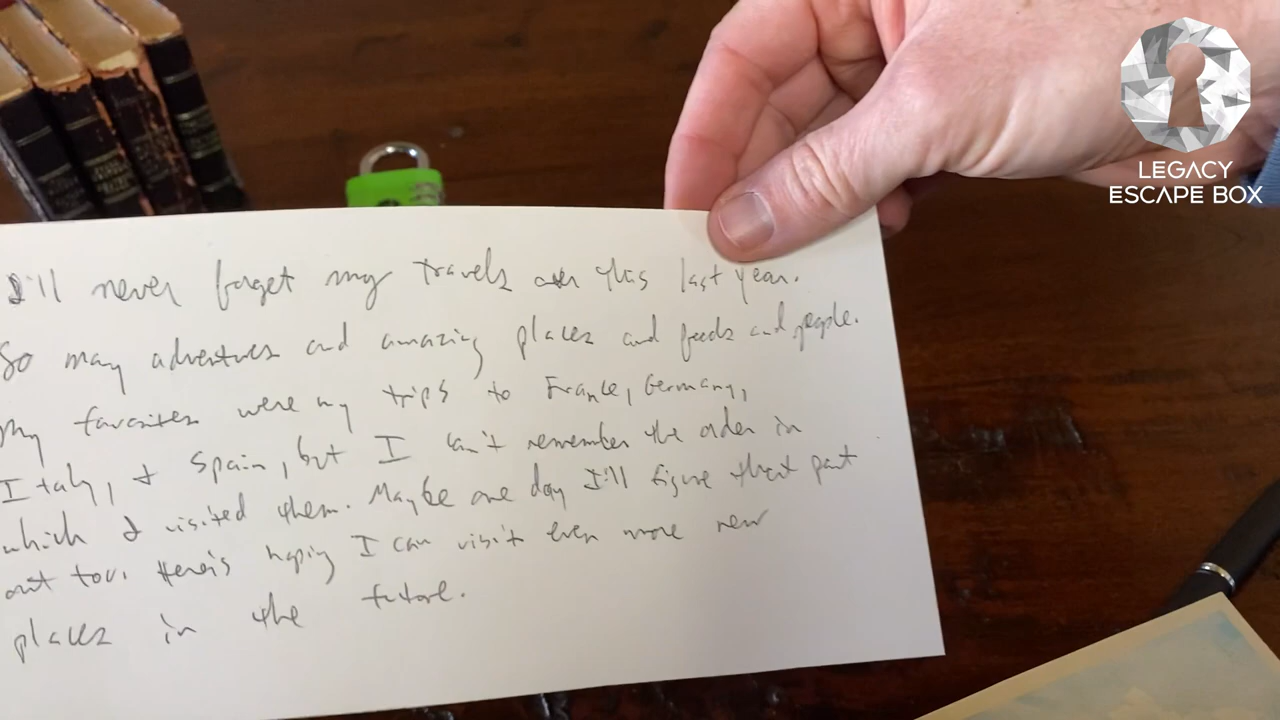 I'll never forget my travels over this last year.
So may adventures and amazing places and foods and people.
My favorites were my trips to France, Germany,
Italy, & Spain, but I can't remember the order in
which I visited them. Maybe one day I'll figure that part
out too. Here's hoping I can visit even more new
places in the future.
LEGACY
ESCAPE BOX